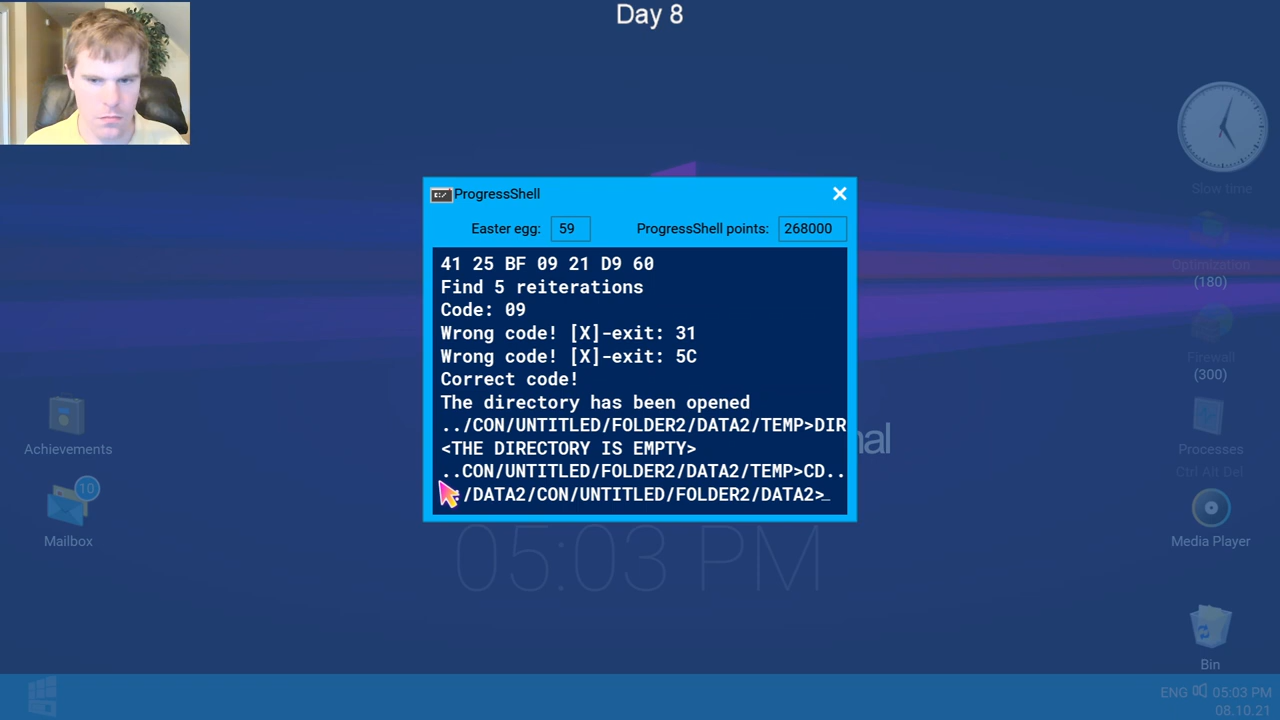 Day 8
ProgressShell
Easter egg: 59 ProgressShell points: 268000
41 25 BF 09 21 D9 60
Find 5 reiterations
Code: 09
Wrong code! [X]-exit: 31
Wrong code! [X]-exit: 5C
Correct code!
The directory has been opened
../CON/UNTITLED/FOLDER2/DATA2/TEMP>DIR
<THE DIRECTORY IS EMPTY>
..CON/UNTITLED/FOLDER2/DATA2/TEMP>CD..
/DATA2/CON/UNTITLED/FOLDER2/DATA2>_
nal
05:03 PM
Achievements
10
Mailbox
Slow time
Optimization
(180)
Firewall
(300)
Processes
Ctrl Alt Del
Media Player
Bin
ENG 05:03 PM
08.10.21